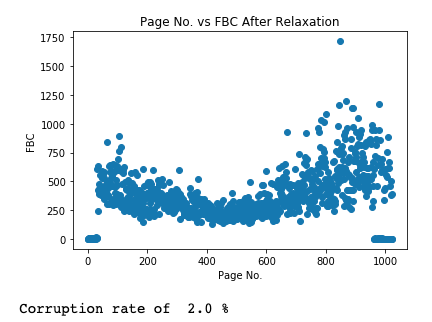 Page No. vs FBC After Relaxation
1750
1500
1250
1000
750
500
250
0
FBC
0 200 400 600 800 1000
Page No.
Corruption rate of 2.0 %